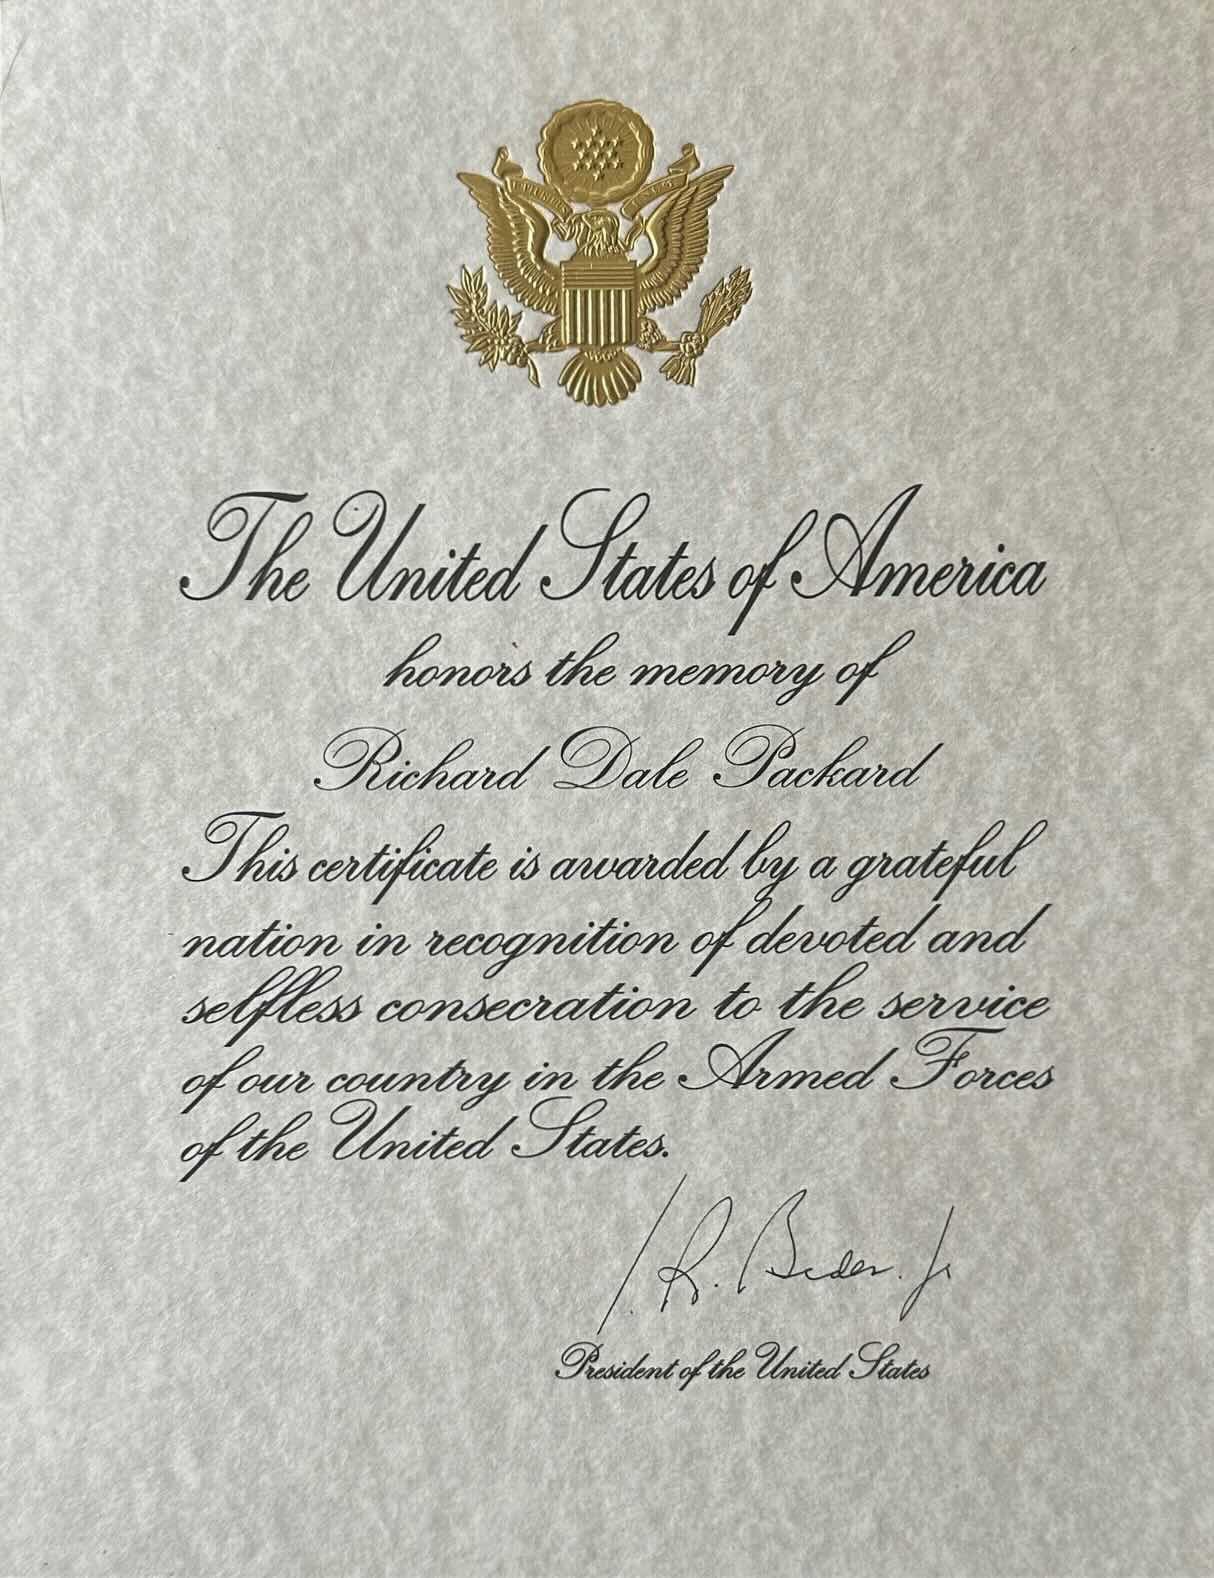 The United States of America
honors the memory of
Richard Dale Packard
This certificate is awarded by a grateful
nation in recognition of devoted and
selfless consecration to the service
of our country in the Armed Forces
of the United States.
J. R. Biden. Jr
President of the United States